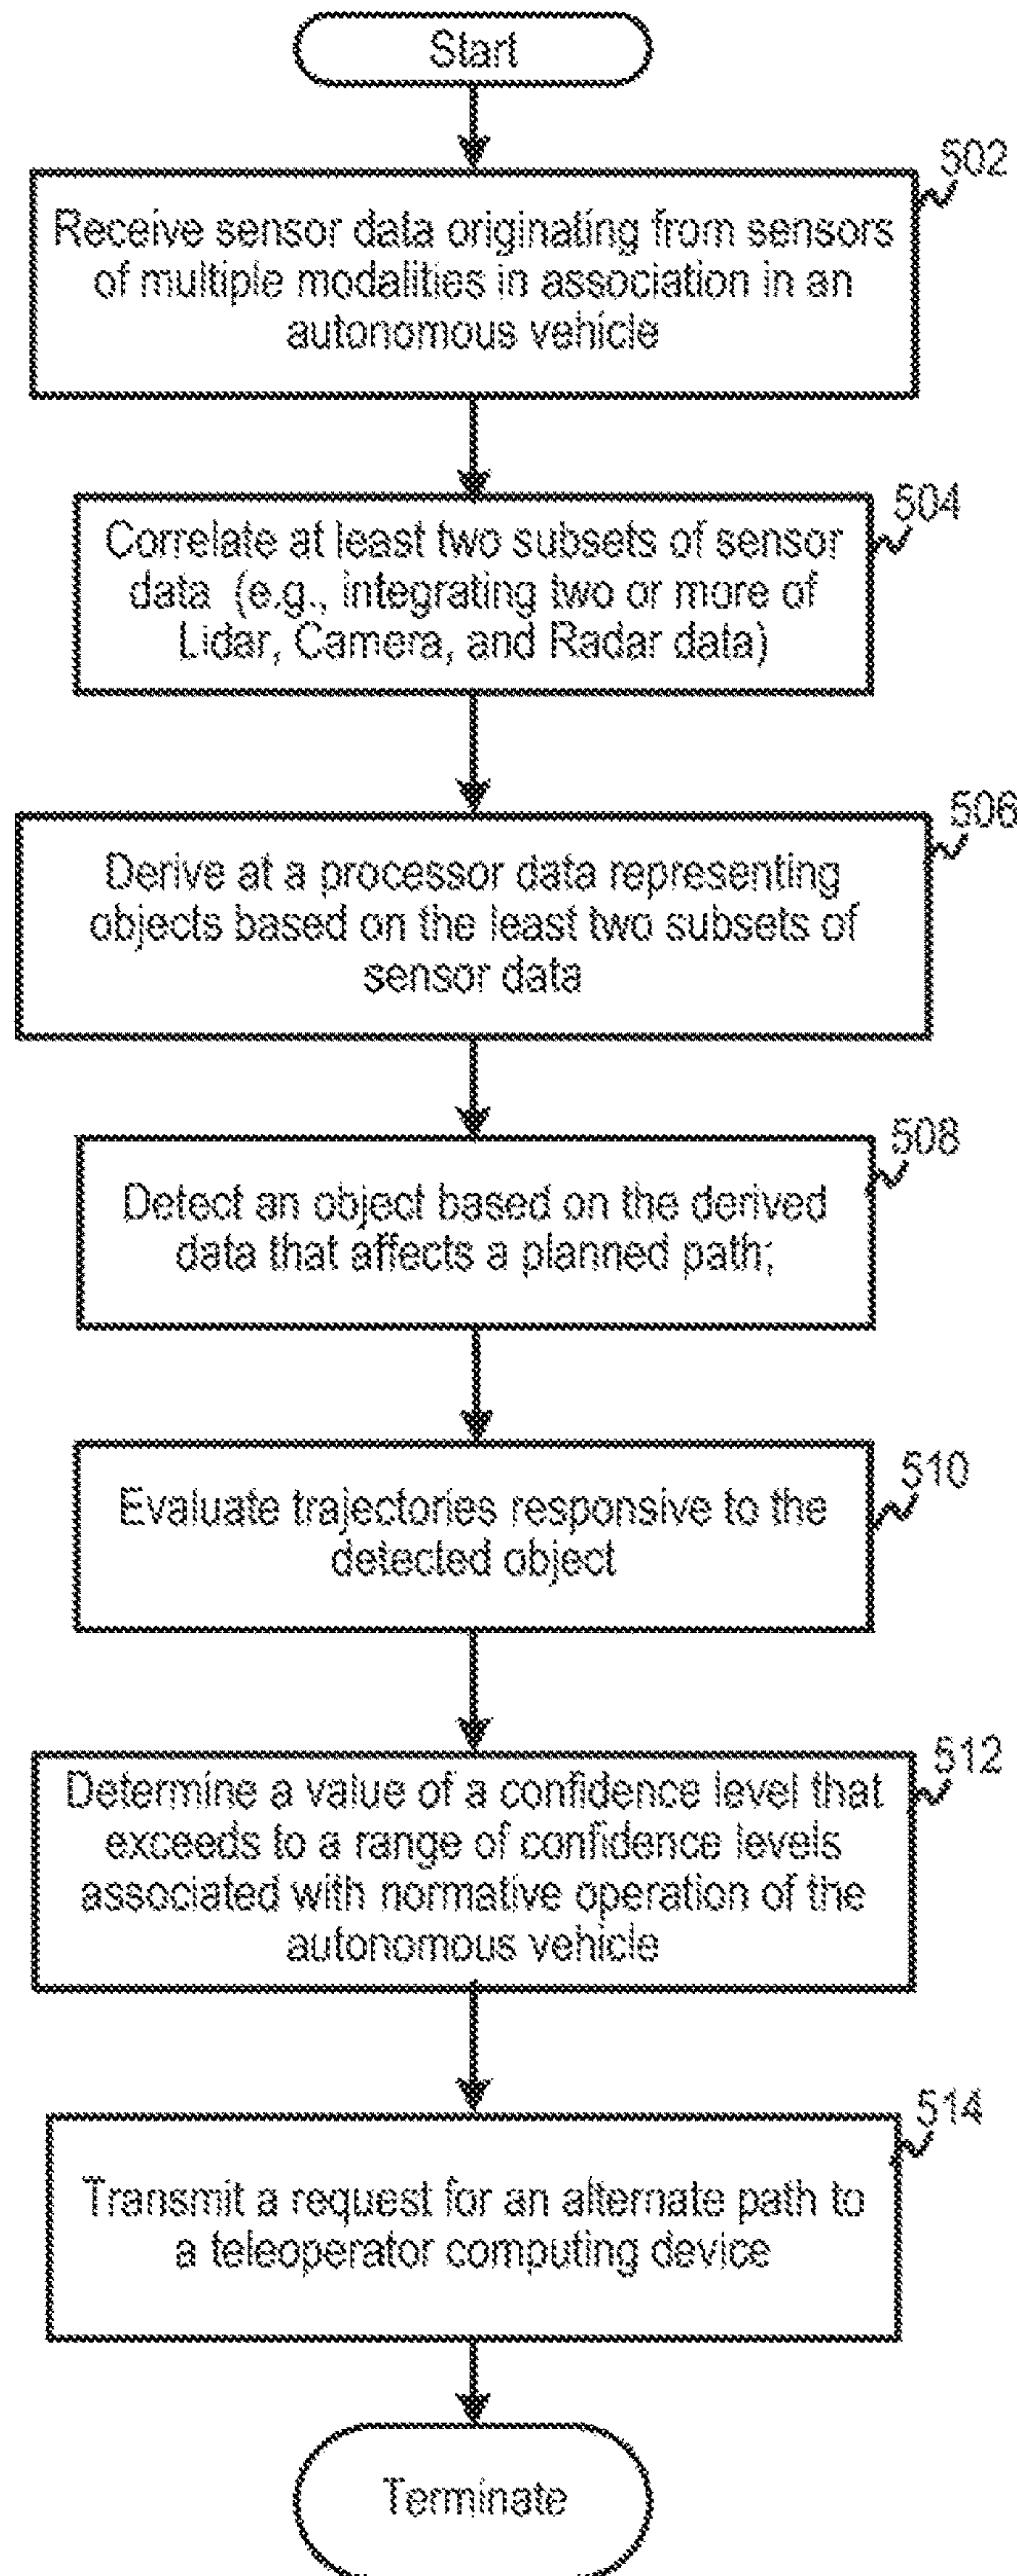 Start
502
Receive sensor data originating from sensors
of multiple modalities in association in an
autonomous vehicle
504
Correlate at least two subsets of sensor
data (e.g., integrating two or more of
Lidar, Camera, and Radar data)
506
Derive at a processor data representing
objects based on the least two subsets of
sensor data
508
Detect an object based on the derived
data that affects a planned path;
510
Evaluate trajectories responsive to the
detected object
512
Determine a value of a confidence level that
exceeds to a range of confidence levels
associated with normative operation of the
autonomous vehicle
514
Transmit a request for an alternate path to
a teleoperator computing device
Terminate